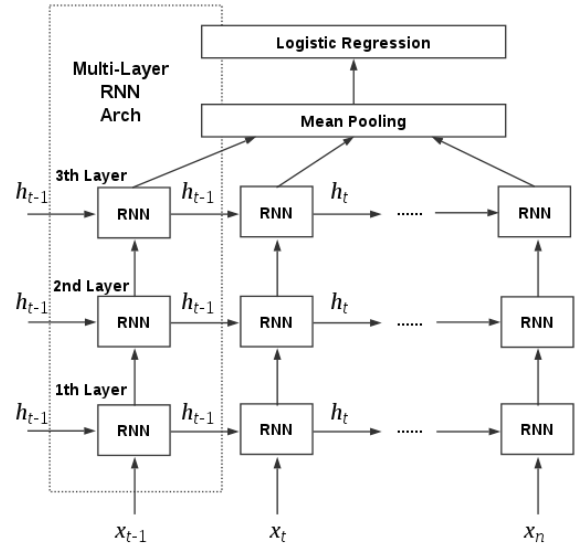 Logistic Regression
Multi-Layer
RNN
Arch
Mean Pooling
3th Layer
h_{t-1} RNN h_{t-1} RNN h_t ...... RNN
2nd Layer
h_{t-1} RNN h_{t-1} RNN h_t ...... RNN
1th Layer
h_{t-1} RNN h_{t-1} RNN h_t ...... RNN
x_{t-1} x_t x_n